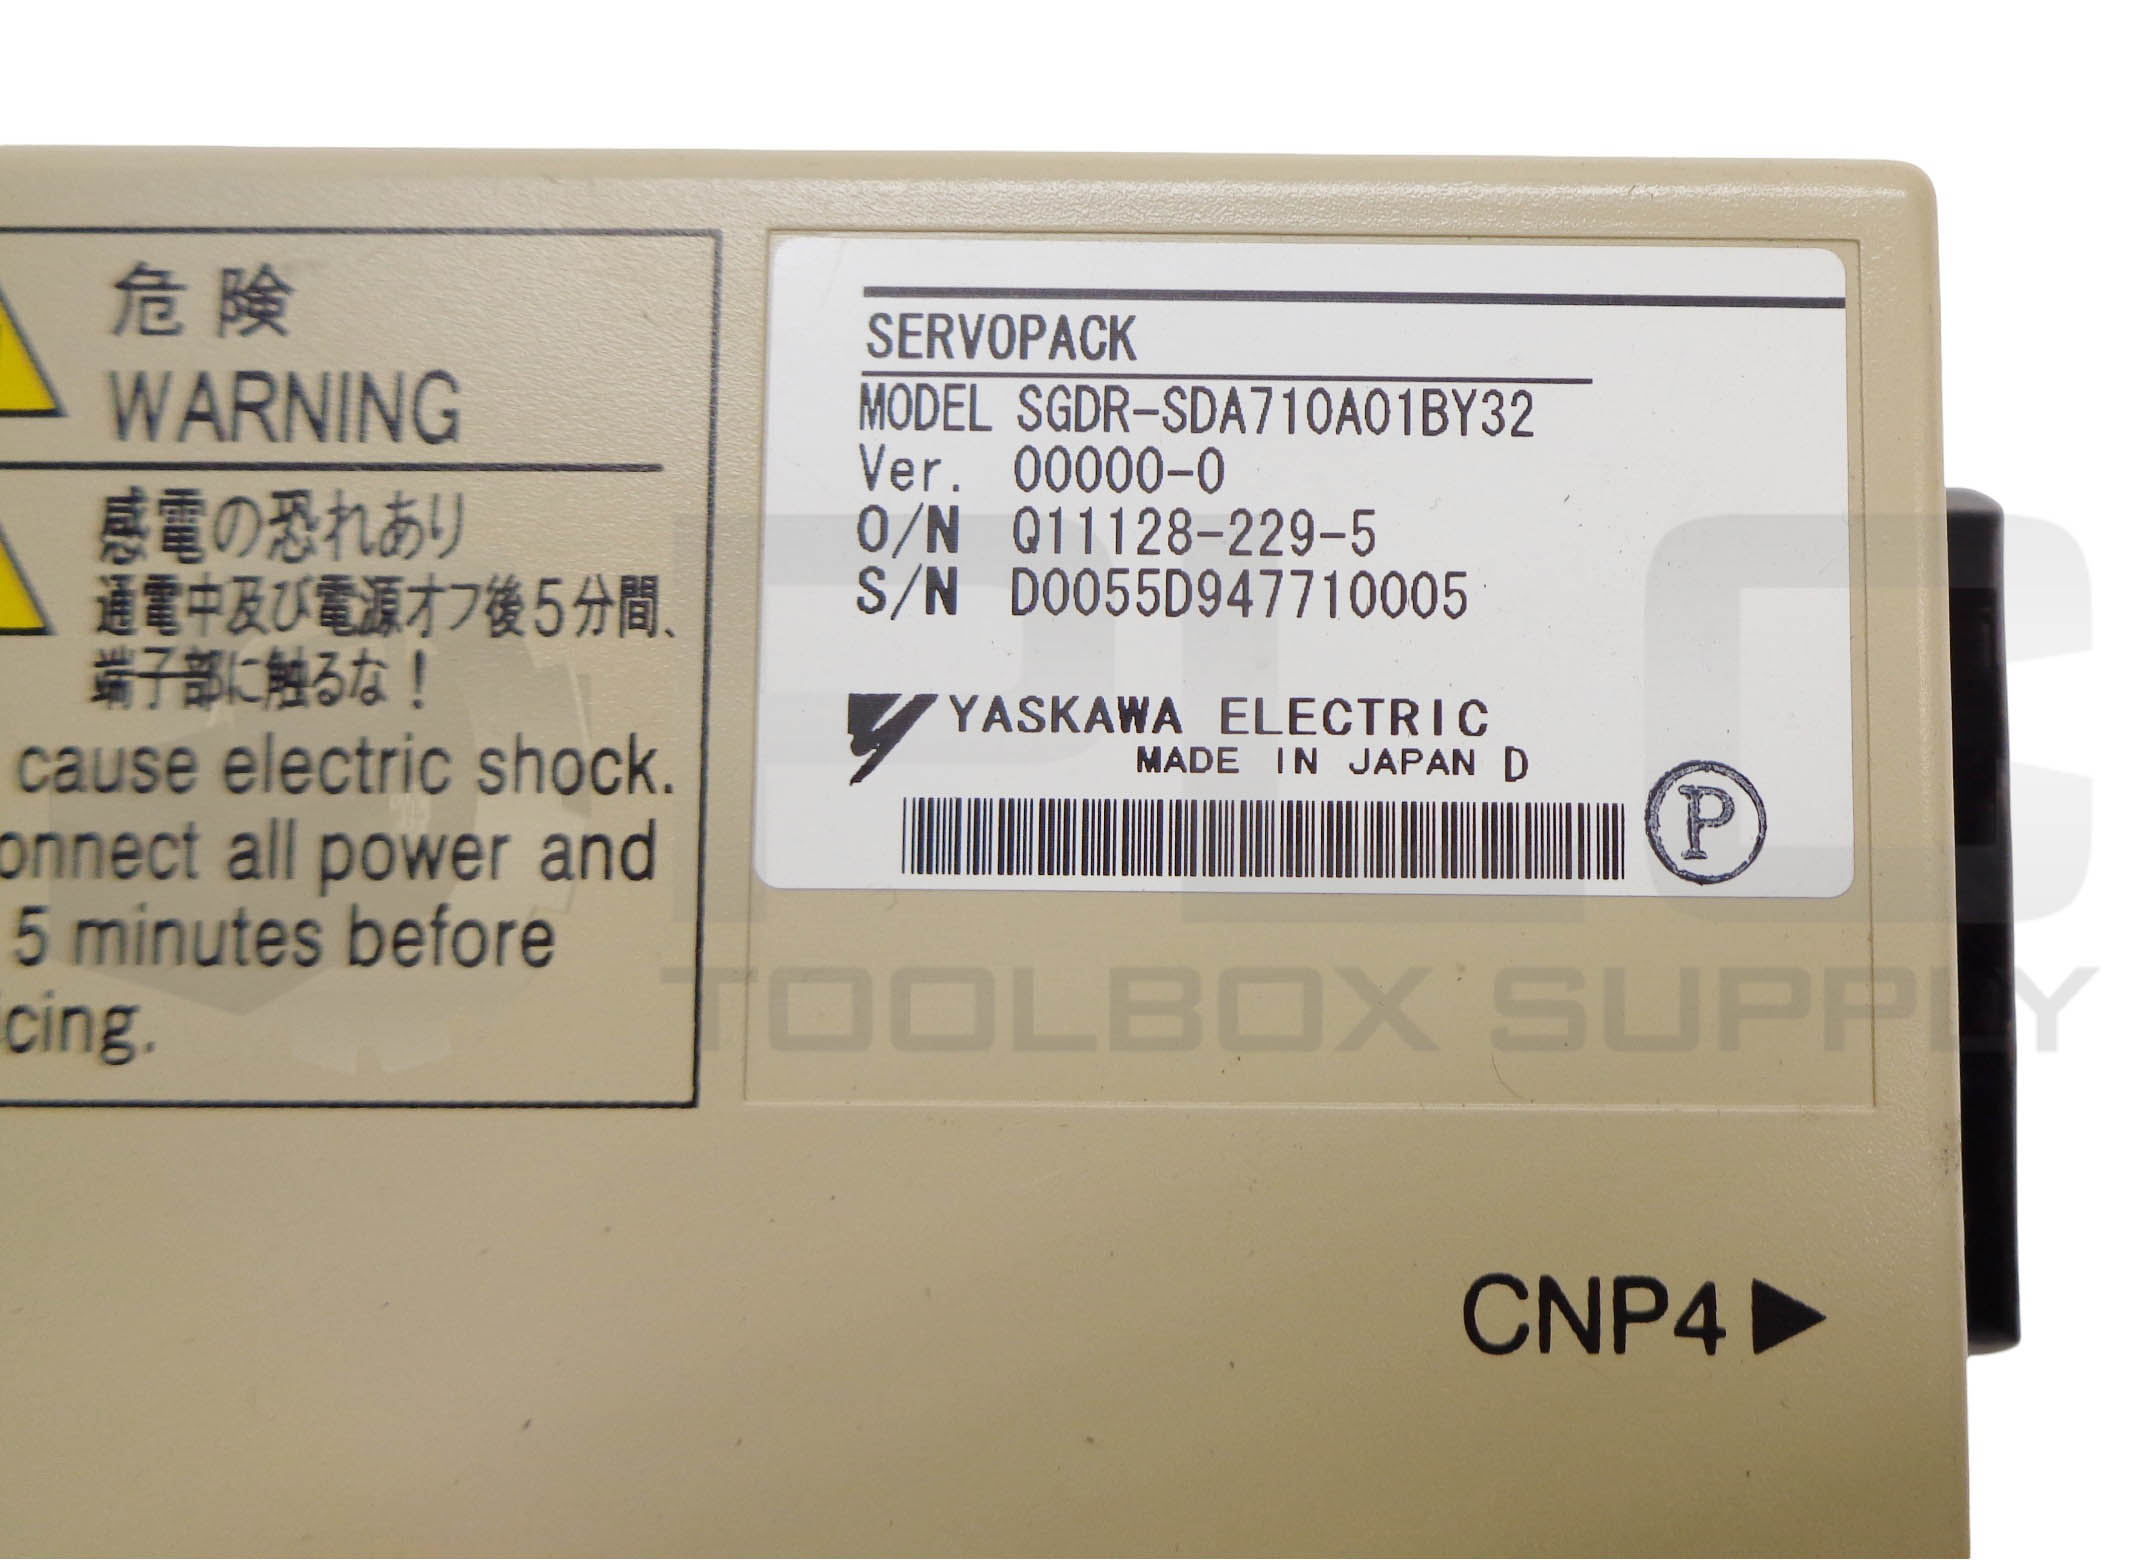 危険
WARNING
感電の恐れあり
通電中及び電源オフ後5分間、
端子部に触るな！
cause electric shock.
onnect all power and
5 minutes before
icing.
SERVOPACK
MODEL SGDR-SDA710A01BY32
Ver. 00000-0
O/N Q11128-229-5
S/N D0055D947710005
YASKAWA ELECTRIC
MADE IN JAPAN D
P
PLC
TOOLBOX SUPPLY
CNP4